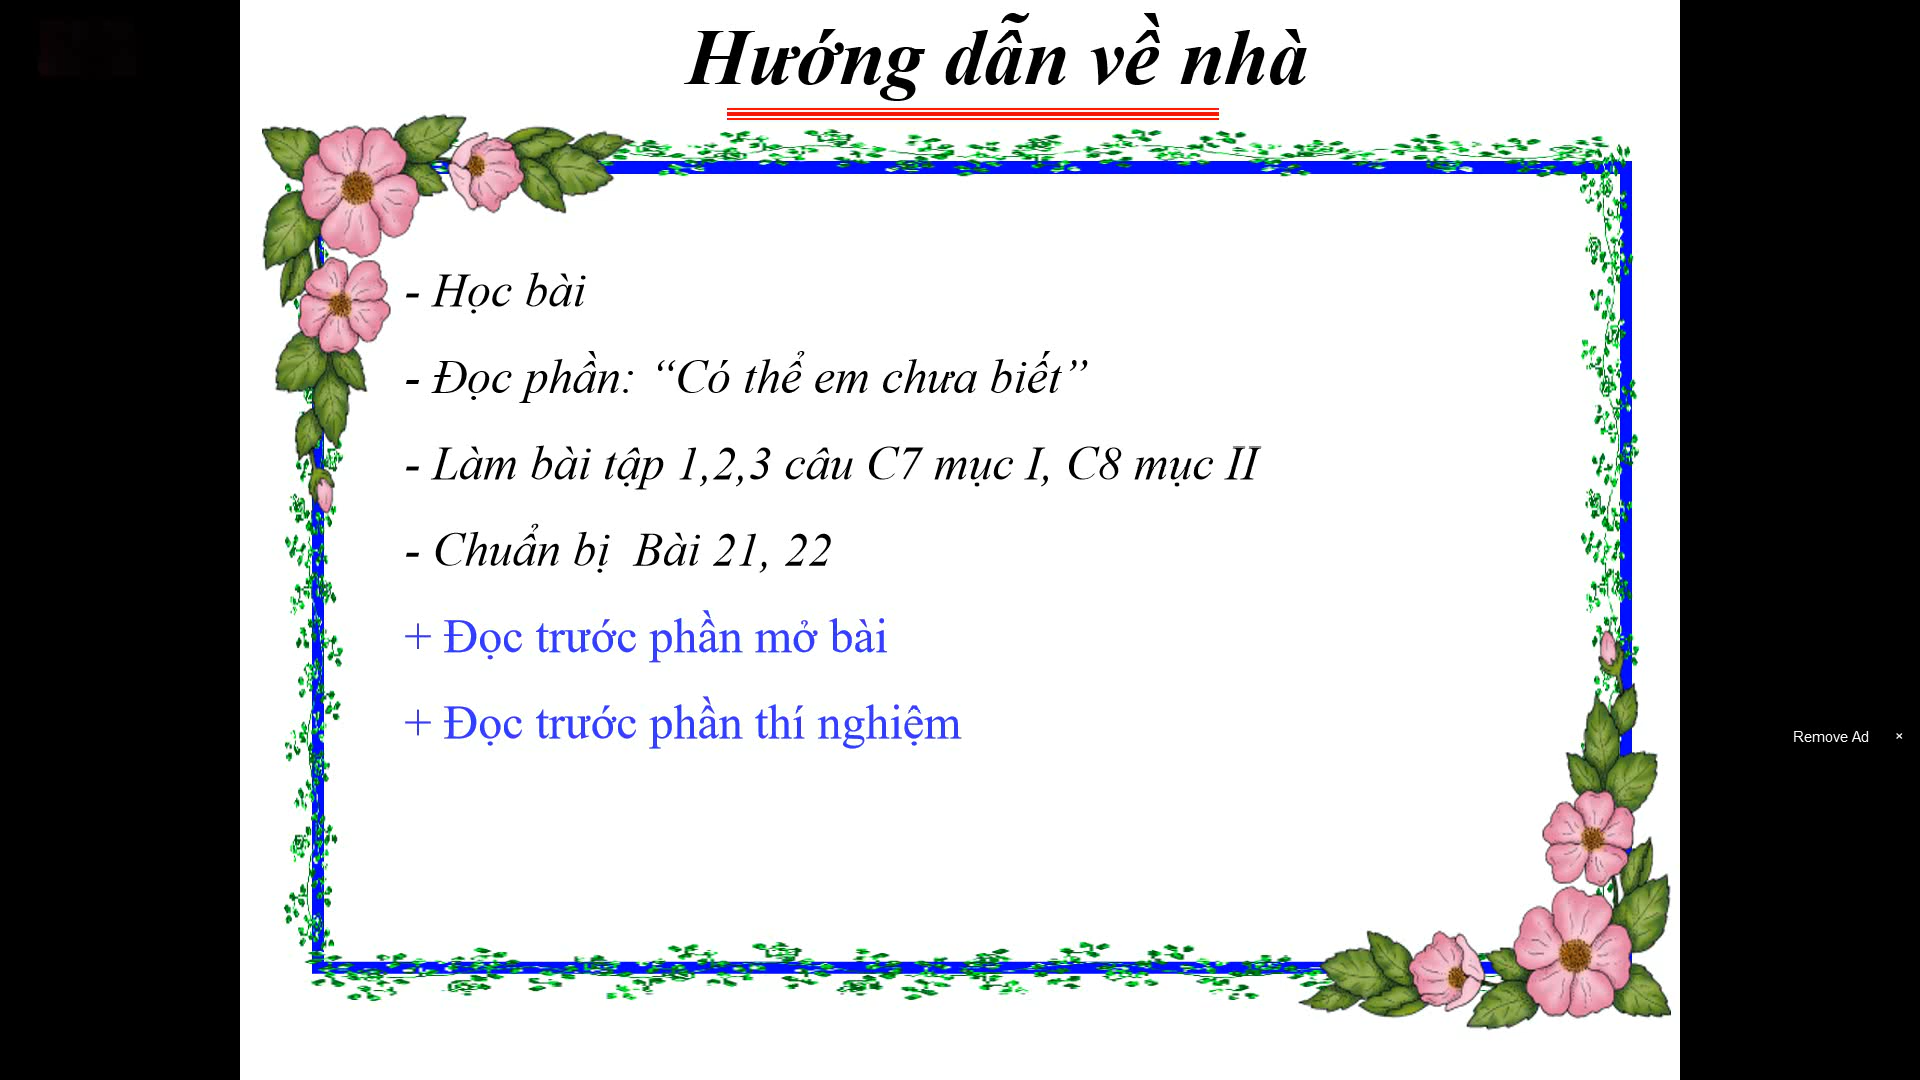 Hướng dẫn về nhà
- Học bài
- Đọc phần: “Có thể em chưa biết”
- Làm bài tập 1,2,3 câu C7 mục I, C8 mục II
- Chuẩn bị  Bài 21, 22
+ Đọc trước phần mở bài
+ Đọc trước phần thí nghiệm
Remove Ad ×